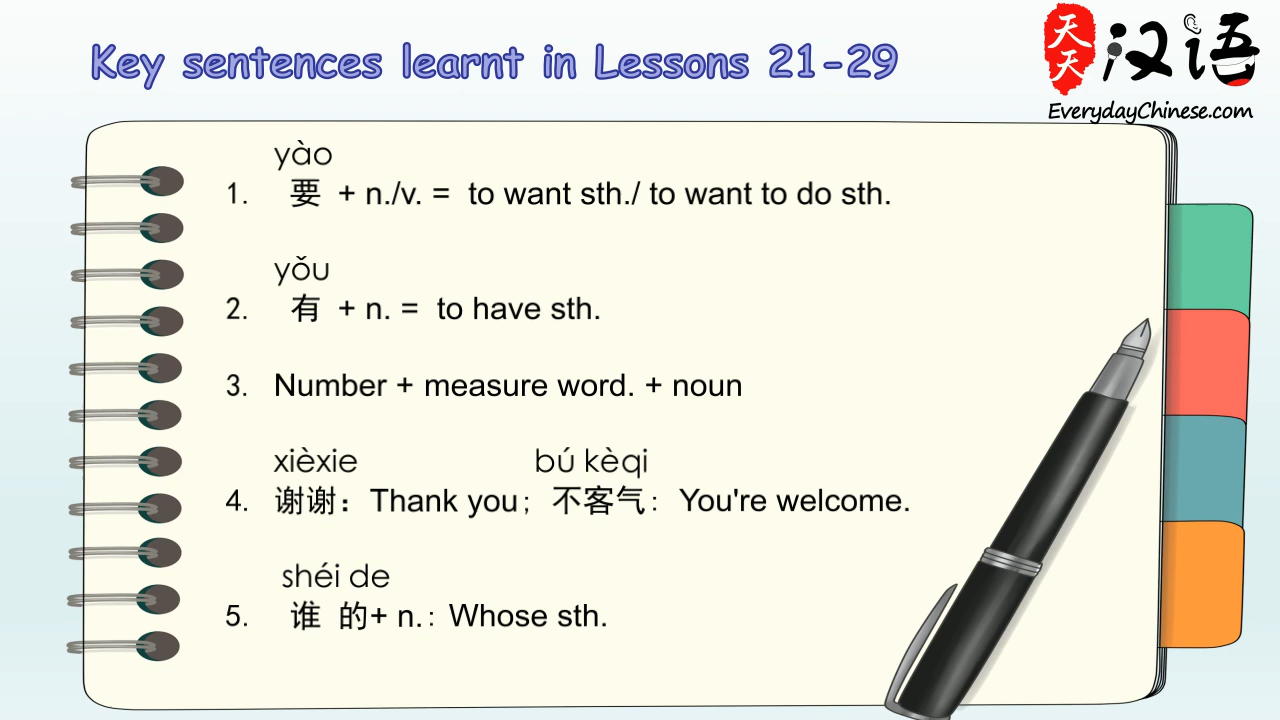 Key sentences learnt in Lessons 21-29
天天汉语
EverydayChinese.com
yào
1. 要 + n./v. = to want sth./ to want to do sth.
yǒu
2. 有 + n. = to have sth.
3. Number + measure word. + noun
xièxie bú kèqi
4. 谢谢：Thank you；不客气：You're welcome.
shéi de
5. 谁 的+ n.：Whose sth.